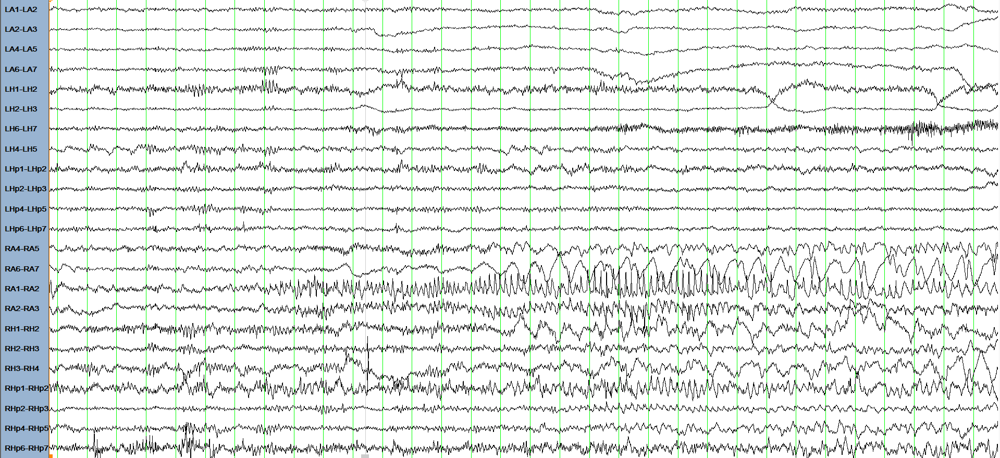 LA1-LA2
LA2-LA3
LA4-LA5
LA6-LA7
LH1-LH2
LH2-LH3
LH6-LH7
LH4-LH5
LHp1-LHp2
LHp2-LHp3
LHp4-LHp5
LHp6-LHp7
RA4-RA5
RA6-RA7
RA1-RA2
RA2-RA3
RH1-RH2
RH2-RH3
RH3-RH4
RHp1-RHp2
RHp2-RHp3
RHp4-RHp5
RHp6-RHp7